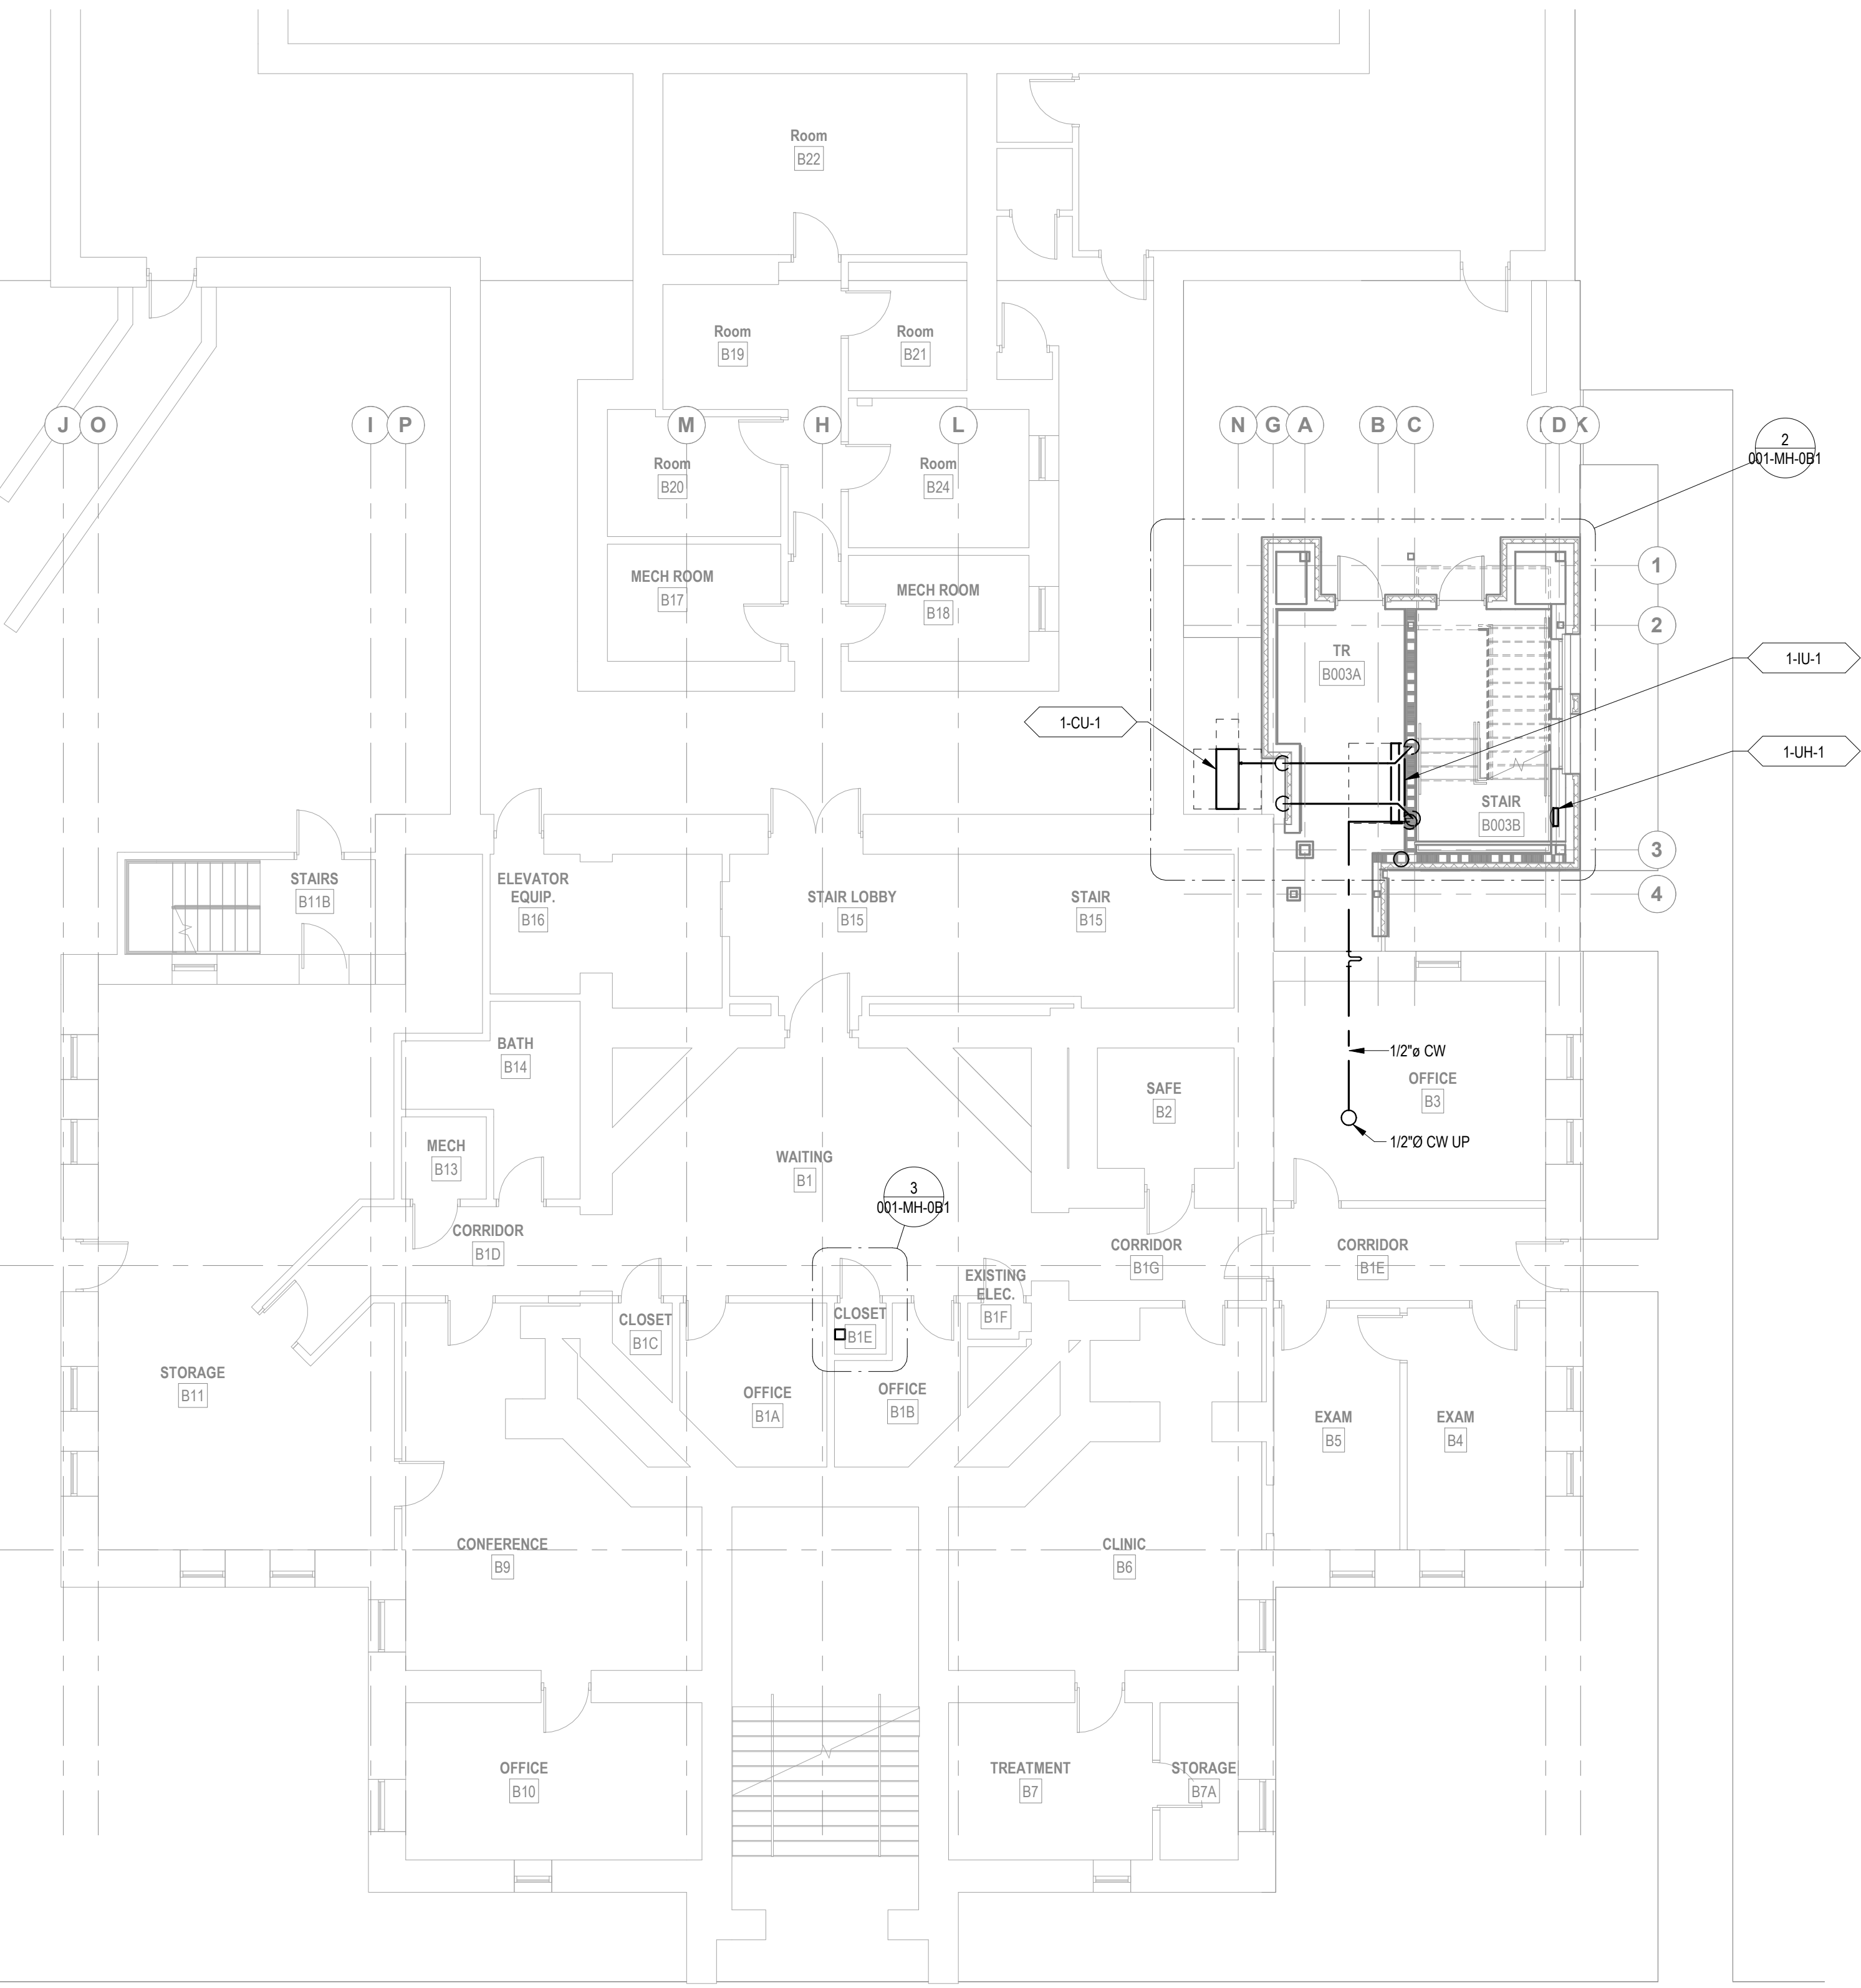 Room
B22
Room
B19
Room
B21
J O I P M H L N G A B C D K
2
001-MH-0B1
Room
B20
Room
B24
1
MECH ROOM
B17
MECH ROOM
B18
2
TR
B003A
1-IU-1
1-CU-1
1-UH-1
STAIR
B003B
3
STAIRS
B11B
ELEVATOR
EQUIP.
B16
STAIR LOBBY
B15
STAIR
B15
4
BATH
B14
1/2"ø CW
SAFE
B2
OFFICE
B3
MECH
B13
1/2"Ø CW UP
WAITING
B1
3
001-MH-0B1
CORRIDOR
B1D
CORRIDOR
B1G
CORRIDOR
B1E
EXISTING
ELEC.
B1F
CLOSET
B1C
CLOSET
B1E
STORAGE
B11
OFFICE
B1A
OFFICE
B1B
EXAM
B5
EXAM
B4
CONFERENCE
B9
CLINIC
B6
OFFICE
B10
TREATMENT
B7
STORAGE
B7A